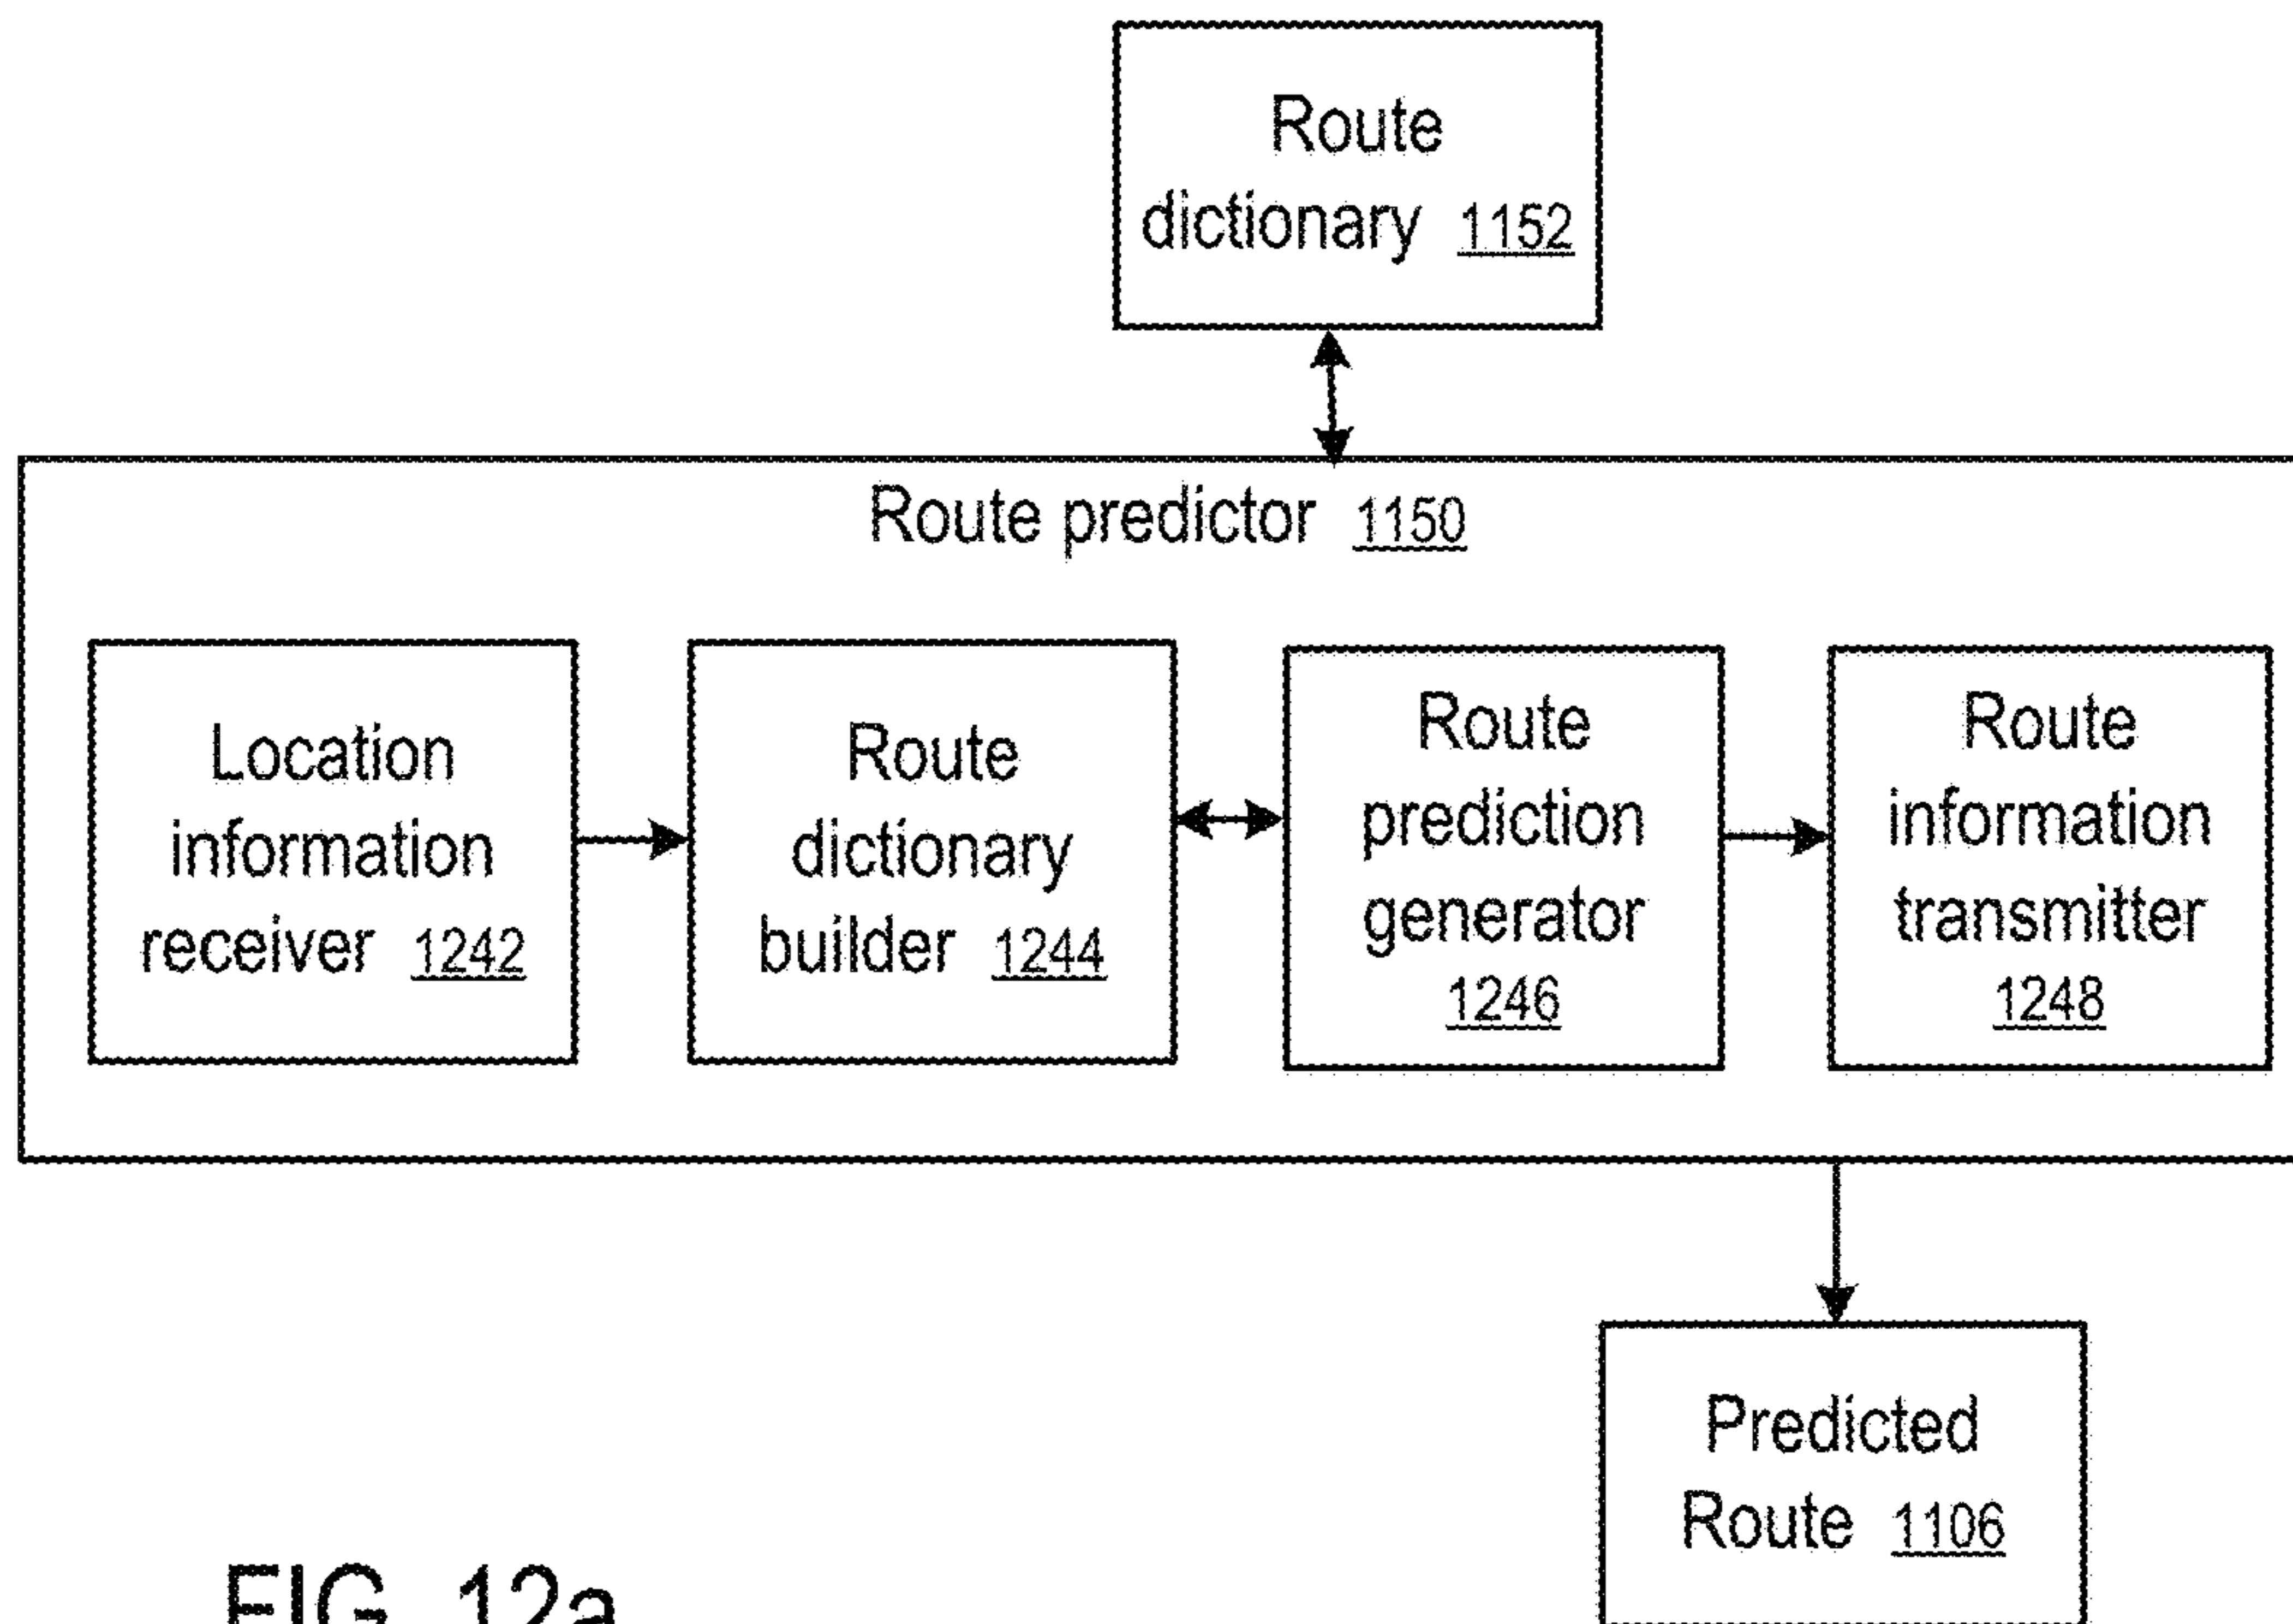 Route
dictionary 1152
Route predictor 1150
Location
information
receiver 1242
Route
dictionary
builder 1244
Route
prediction
generator
1246
Route
information
transmitter
1248
Predicted
Route 1106
FIG. 12a